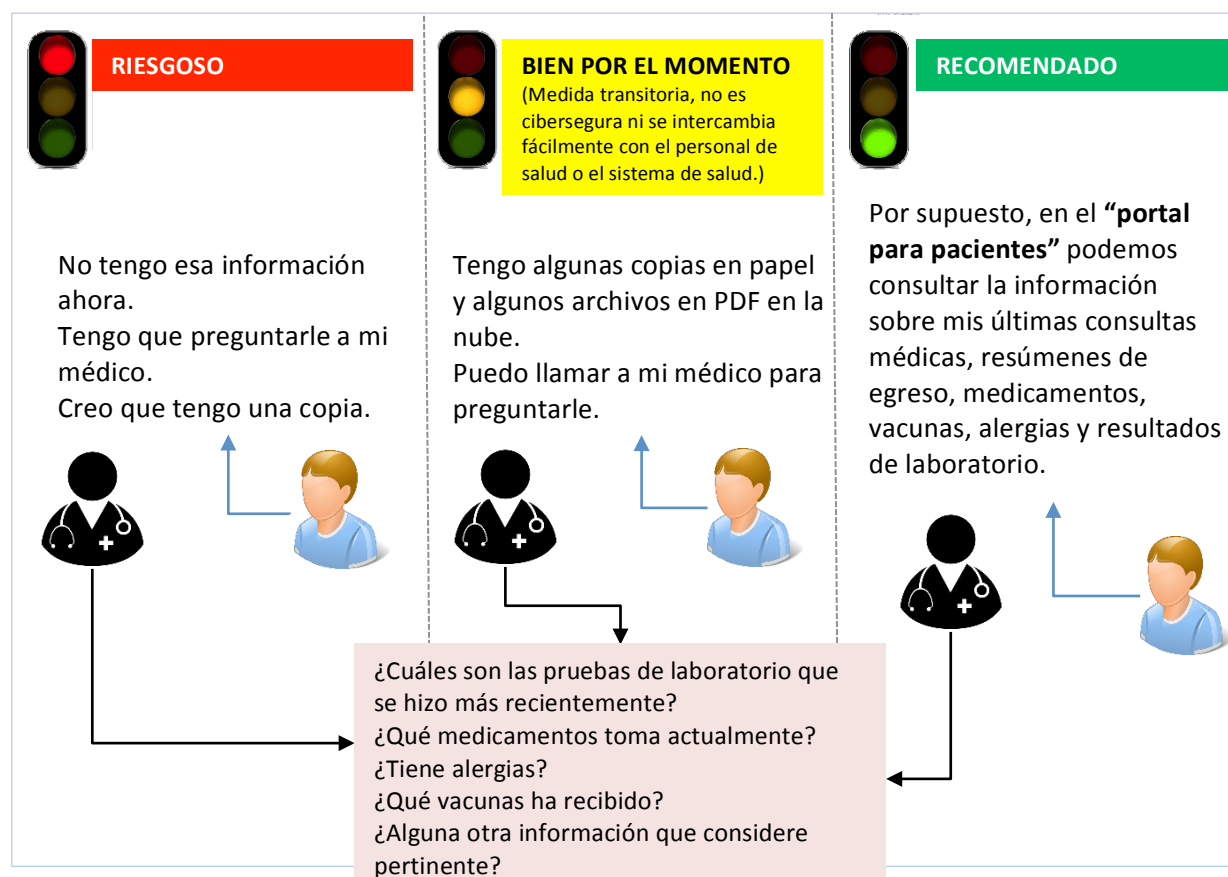 RIESGOSO
No tengo esa información
ahora.
Tengo que preguntarle a mi
médico.
Creo que tengo una copia.
BIEN POR EL MOMENTO
(Medida transitoria, no es
cibersegura ni se intercambia
fácilmente con el personal de
salud o el sistema de salud.)
Tengo algunas copias en papel
y algunos archivos en PDF en la
nube.
Puedo llamar a mi médico para
preguntarle.
RECOMENDADO
Por supuesto, en el “portal
para pacientes” podemos
consultar la información
sobre mis últimas consultas
médicas, resúmenes de
egreso, medicamentos,
vacunas, alergias y resultados
de laboratorio.
¿Cuáles son las pruebas de laboratorio que
se hizo más recientemente?
¿Qué medicamentos toma actualmente?
¿Tiene alergias?
¿Qué vacunas ha recibido?
¿Alguna otra información que considere
pertinente?